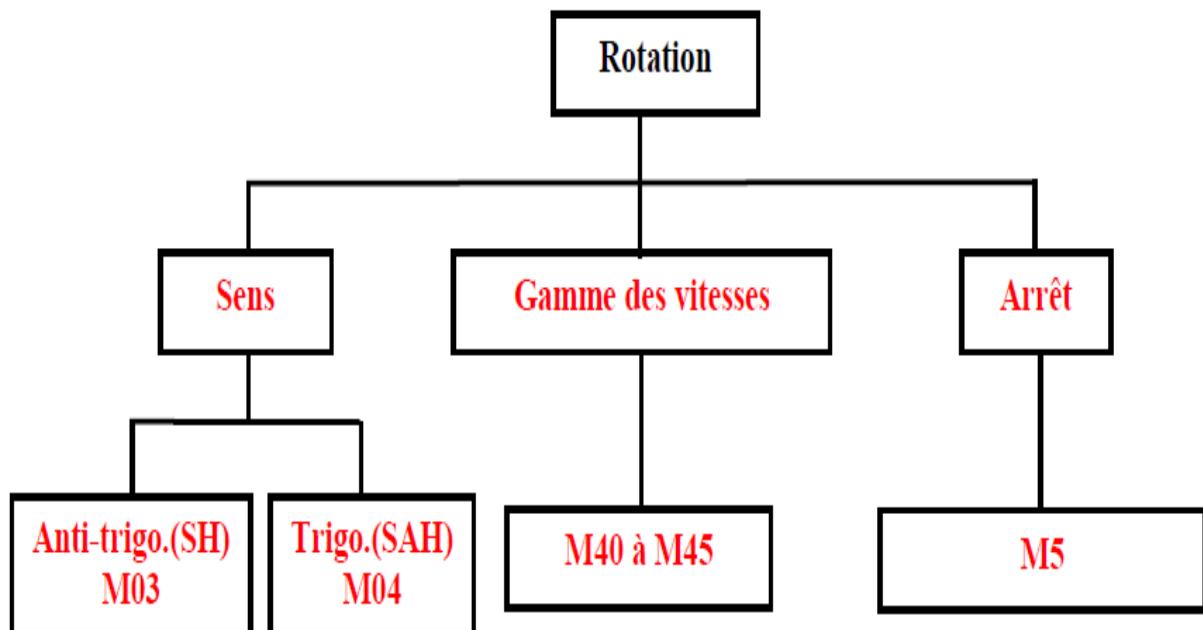 Rotation
Sens
Gamme des vitesses
Arrêt
Anti-trigo.(SH)
M03
Trigo.(SAH)
M04
M40 à M45
M5